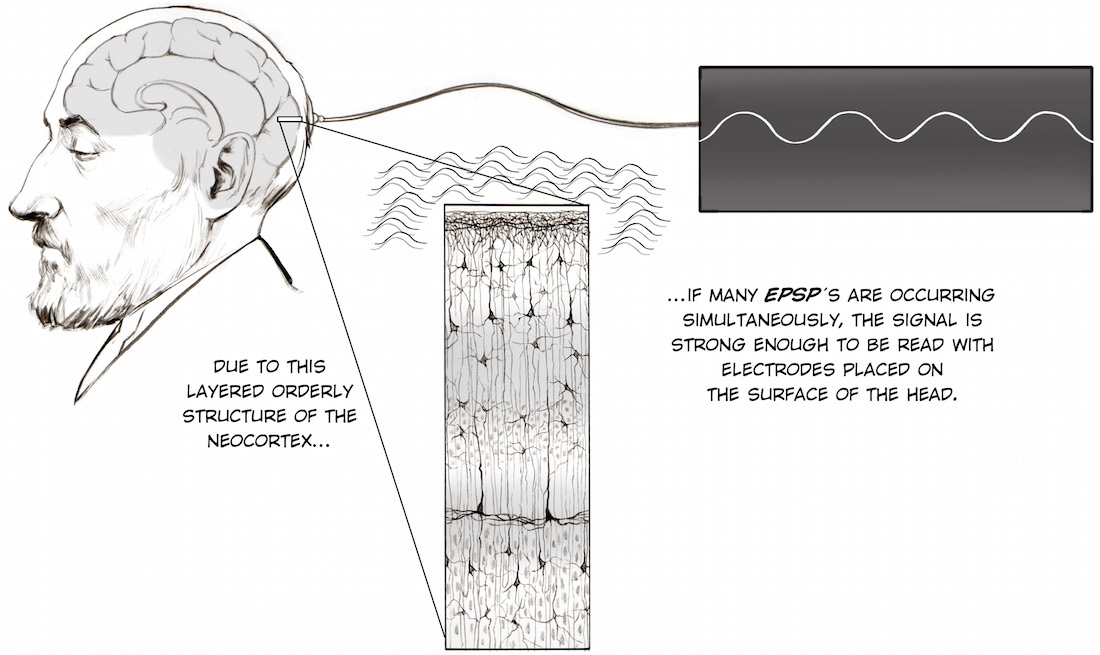 DUE TO THIS
LAYERED ORDERLY
STRUCTURE OF THE
NEOCORTEX...
...IF MANY EPSP'S ARE OCCURRING
SIMULTANEOUSLY, THE SIGNAL IS
STRONG ENOUGH TO BE READ WITH
ELECTRODES PLACED ON
THE SURFACE OF THE HEAD.